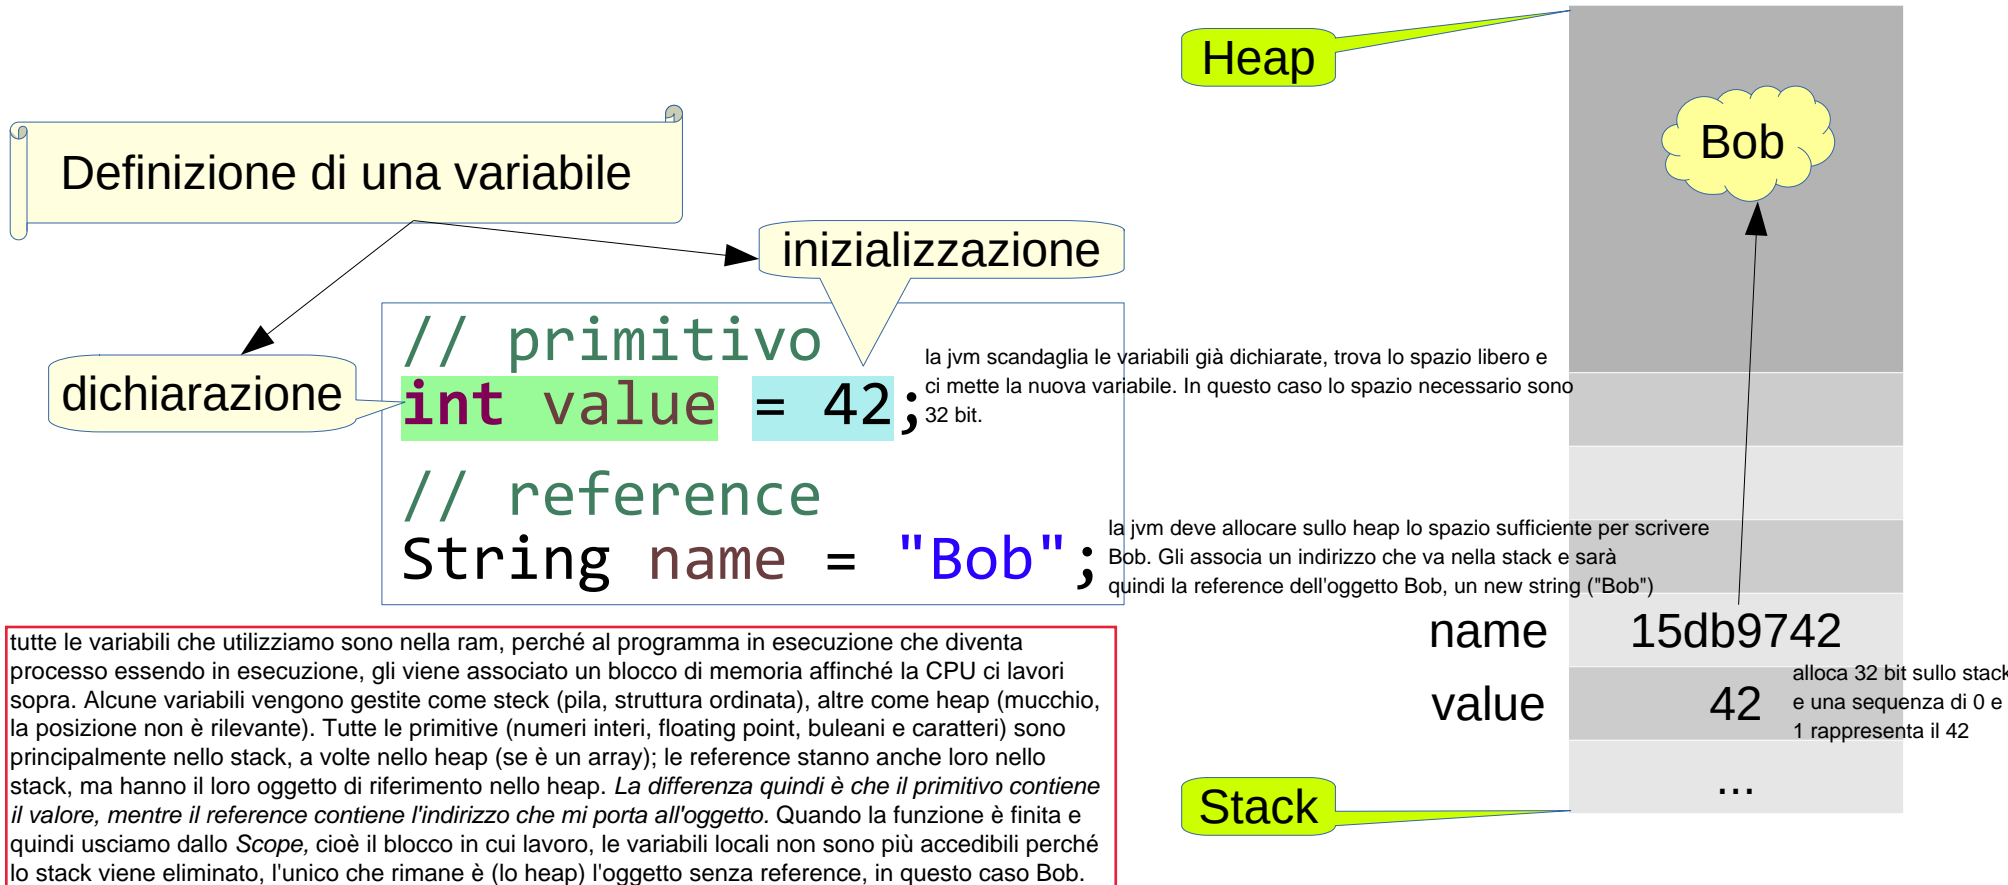 Heap
Bob
Definizione di una variabile
inizializzazione
dichiarazione
// primitivo
int value = 42;
la jvm scandaglia le variabili già dichiarate, trova lo spazio libero e
ci mette la nuova variabile. In questo caso lo spazio necessario sono
32 bit.
// reference
String name = "Bob";
la jvm deve allocare sullo heap lo spazio sufficiente per scrivere
Bob. Gli associa un indirizzo che va nella stack e sarà
quindi la reference dell'oggetto Bob, un new string ("Bob")
name 15db9742
value 42
alloca 32 bit sullo stack
e una sequenza di 0 e
1 rappresenta il 42
...
Stack
tutte le variabili che utilizziamo sono nella ram, perché al programma in esecuzione che diventa
processo essendo in esecuzione, gli viene associato un blocco di memoria affinché la CPU ci lavori
sopra. Alcune variabili vengono gestite come steck (pila, struttura ordinata), altre come heap (mucchio,
la posizione non è rilevante). Tutte le primitive (numeri interi, floating point, buleani e caratteri) sono
principalmente nello stack, a volte nello heap (se è un array); le reference stanno anche loro nello
stack, ma hanno il loro oggetto di riferimento nello heap. La differenza quindi è che il primitivo contiene
il valore, mentre il reference contiene l'indirizzo che mi porta all'oggetto. Quando la funzione è finita e
quindi usciamo dallo Scope, cioè il blocco in cui lavoro, le variabili locali non sono più accedibili perché
lo stack viene eliminato, l'unico che rimane è (lo heap) l'oggetto senza reference, in questo caso Bob.